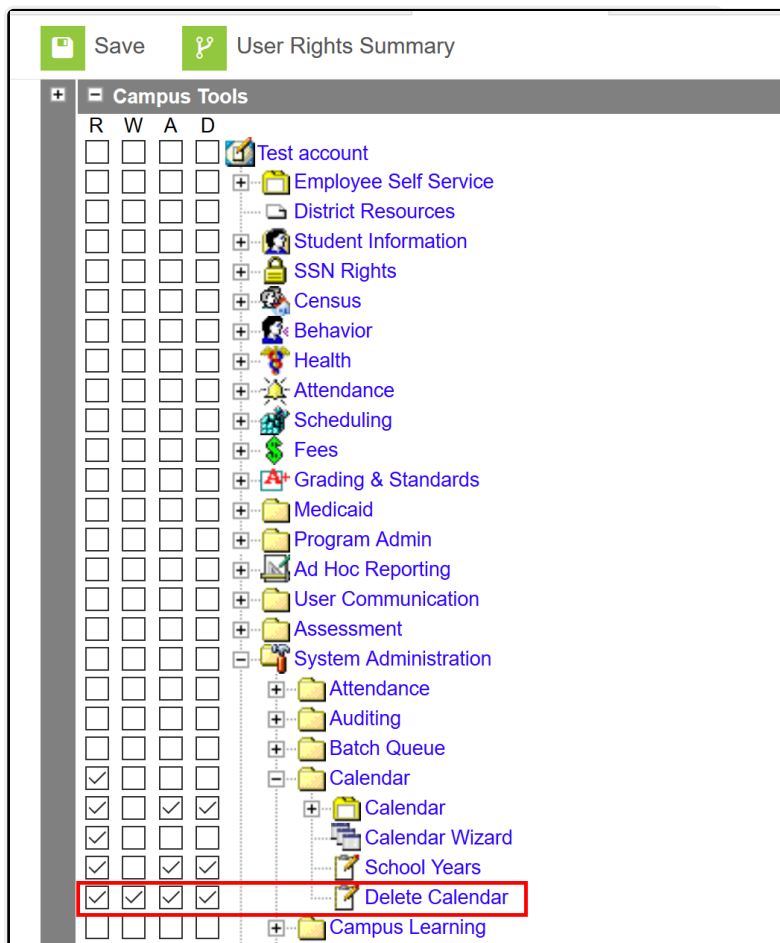 Save User Rights Summary
Campus Tools
R W A D
Test account
Employee Self Service
District Resources
Student Information
SSN Rights
Census
Behavior
Health
Attendance
Scheduling
Fees
Grading & Standards
Medicaid
Program Admin
Ad Hoc Reporting
User Communication
Assessment
System Administration
Attendance
Auditing
Batch Queue
Calendar
Calendar
Calendar Wizard
School Years
Delete Calendar
Campus Learning